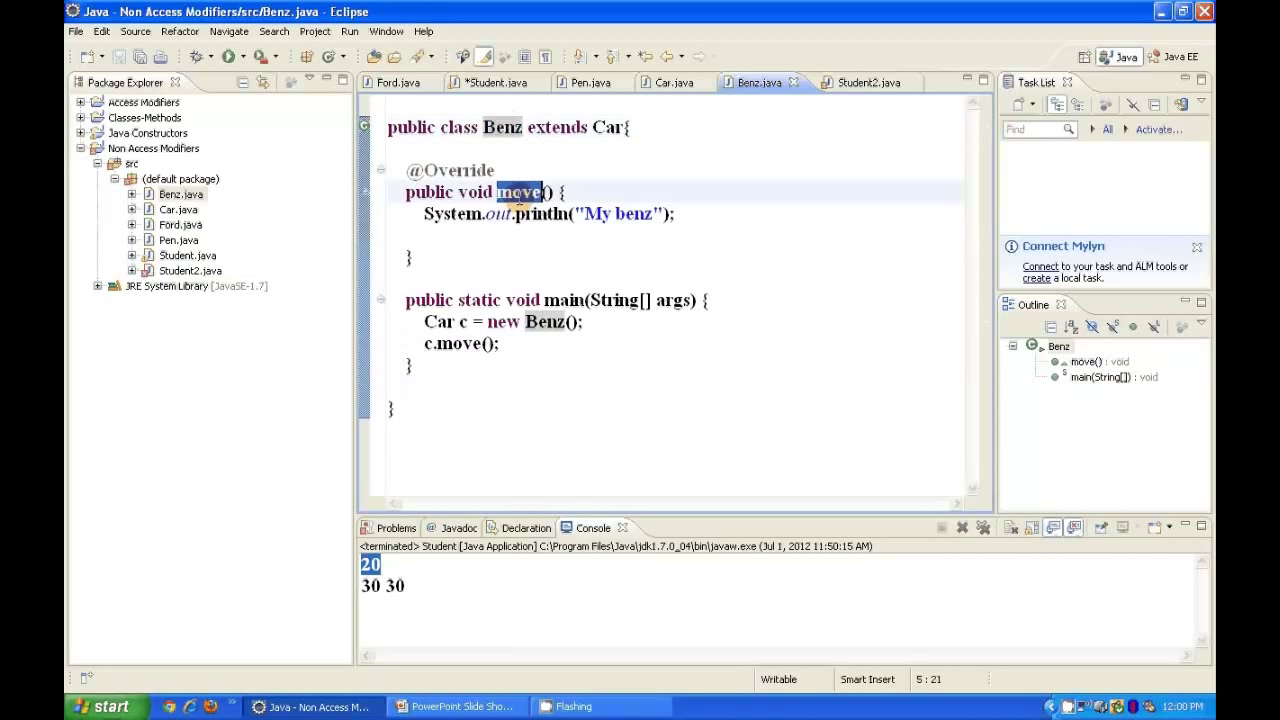 Java - Non Access Modifiers/src/Benz.java - Eclipse
File Edit Source Refactor Navigate Search Project Run Window Help
Java Java EE
Package Explorer
Access Modifiers
Classes-Methods
Java Constructors
Non Access Modifiers
src
(default package)
Benz.java
Car.java
Ford.java
Pen.java
Student.java
Student2.java
JRE System Library [JavaSE-1.7]
Ford.java *Student.java Pen.java Car.java Benz.java Student2.java
public class Benz extends Car{
@Override
public void move() {
System.out.println("My benz");
}
public static void main(String[] args) {
Car c = new Benz();
c.move();
}
}
Task List
Find All Activate...
Connect Mylyn
Connect to your task and ALM tools or
create a local task.
Outline
Benz
move() : void
main(String[]) : void
Problems Javadoc Declaration Console
<terminated> Student [Java Application] C:\Program Files\Java\jdk1.7.0_04\bin\javaw.exe (Jul 1, 2012 11:50:15 AM)
20
30 30
Writable Smart Insert 5 : 21
start Java - Non Access M... PowerPoint Slide Sho... Flashing 12:00 PM